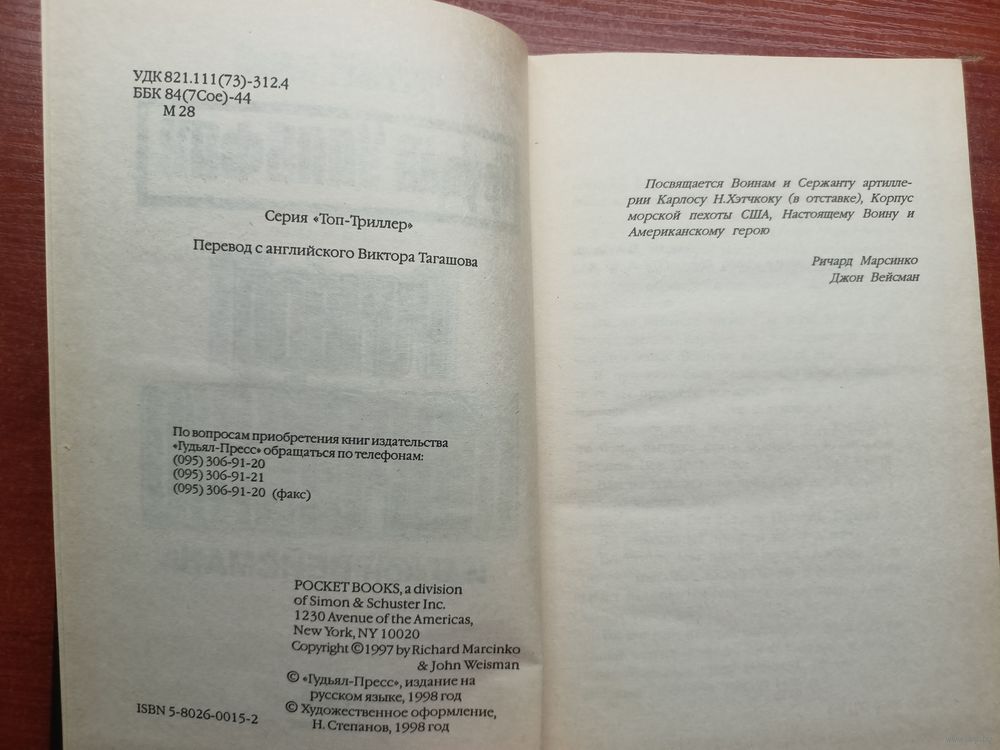 УДК 821.111(73)-312.4
ББК 84(7Сое)-44
М 28
Серия «Топ-Триллер»
Перевод с английского Виктора Тагашова
По вопросам приобретения книг издательства
«Гудьял-Пресс» обращаться по телефонам:
(095) 306-91-20
(095) 306-91-21
(095) 306-91-20 (факс)
POCKET BOOKS, a division
of Simon & Schuster Inc.
1230 Avenue of the Americas,
New York, NY 10020
Copyright ©1997 by Richard Marcinko
& John Weisman
© «Гудьял-Пресс», издание на
русском языке, 1998 год
© Художественное оформление,
Н. Степанов, 1998 год
ISBN 5-8026-0015-2
Посвящается Воинам и Сержанту артилле-
рии Карлосу Н.Хэтчкоку (в отставке), Корпус
морской пехоты США, Настоящему Воину и
Американскому герою
Ричард Марсинко
Джон Вейсман